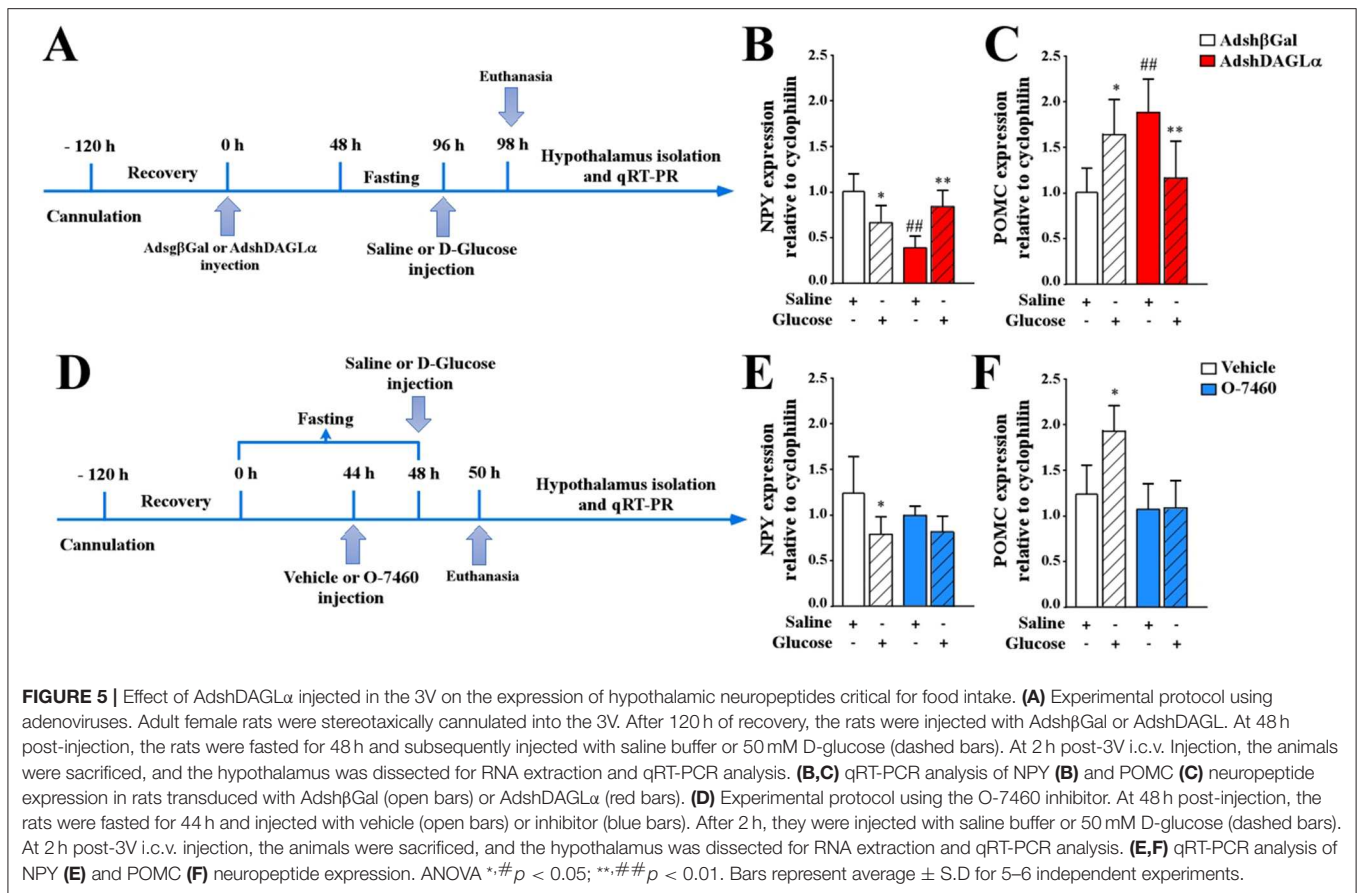 A
Euthanasia
- 120 h
0 h
48 h
96 h
98 h
Recovery
Fasting
Hypothalamus isolation
and qRT-PR
Cannulation
AdsgβGal or AdshDAGLα
inyection
Saline or D-Glucose
injection
B
NPY expression
relative to cyclophilin
2.5
2.0
1.5
1.0
0.5
0.0
*
##
**
Saline + - + -
Glucose - + - +
C
AdshβGal
AdshDAGLα
POMC expression
relative to cyclophilin
2.5
2.0
1.5
1.0
0.5
0.0
*
##
**
Saline + - + -
Glucose - + - +
D
Saline or D-Glucose
injection
Fasting
- 120 h
0 h
44 h
48 h
50 h
Recovery
Hypothalamus isolation
and qRT-PR
Cannulation
Vehicle or O-7460
injection
Euthanasia
E
NPY expression
relative to cyclophilin
2.5
2.0
1.5
1.0
0.5
0.0
*
Saline + - + -
Glucose - + - +
F
Vehicle
O-7460
POMC expression
relative to cyclophilin
2.5
2.0
1.5
1.0
0.5
0.0
*
Saline + - + -
Glucose - + - +
FIGURE 5 | Effect of AdshDAGLα injected in the 3V on the expression of hypothalamic neuropeptides critical for food intake. (A) Experimental protocol using
adenoviruses. Adult female rats were stereotaxically cannulated into the 3V. After 120 h of recovery, the rats were injected with AdshβGal or AdshDAGL. At 48 h
post-injection, the rats were fasted for 48 h and subsequently injected with saline buffer or 50 mM D-glucose (dashed bars). At 2 h post-3V i.c.v. Injection, the animals
were sacrificed, and the hypothalamus was dissected for RNA extraction and qRT-PCR analysis. (B,C) qRT-PCR analysis of NPY (B) and POMC (C) neuropeptide
expression in rats transduced with AdshβGal (open bars) or AdshDAGLα (red bars). (D) Experimental protocol using the O-7460 inhibitor. At 48 h post-injection, the
rats were fasted for 44 h and injected with vehicle (open bars) or inhibitor (blue bars). After 2 h, they were injected with saline buffer or 50 mM D-glucose (dashed bars).
At 2 h post-3V i.c.v. injection, the animals were sacrificed, and the hypothalamus was dissected for RNA extraction and qRT-PCR analysis. (E,F) qRT-PCR analysis of
NPY (E) and POMC (F) neuropeptide expression. ANOVA *,#p < 0.05; **,##p < 0.01. Bars represent average ± S.D for 5–6 independent experiments.